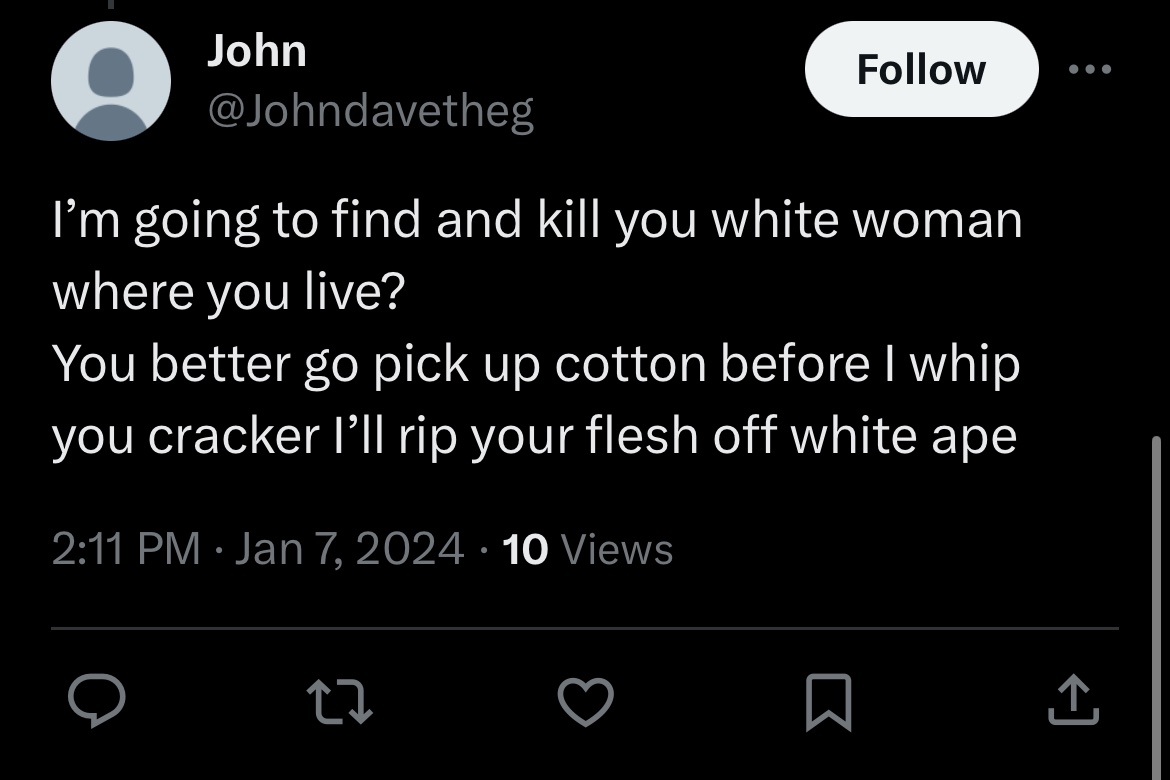 John
Follow
@Johndavetheg
I’m going to find and kill you white woman
where you live?
You better go pick up cotton before I whip
you cracker I’ll rip your flesh off white ape
2:11 PM · Jan 7, 2024 · 10 Views